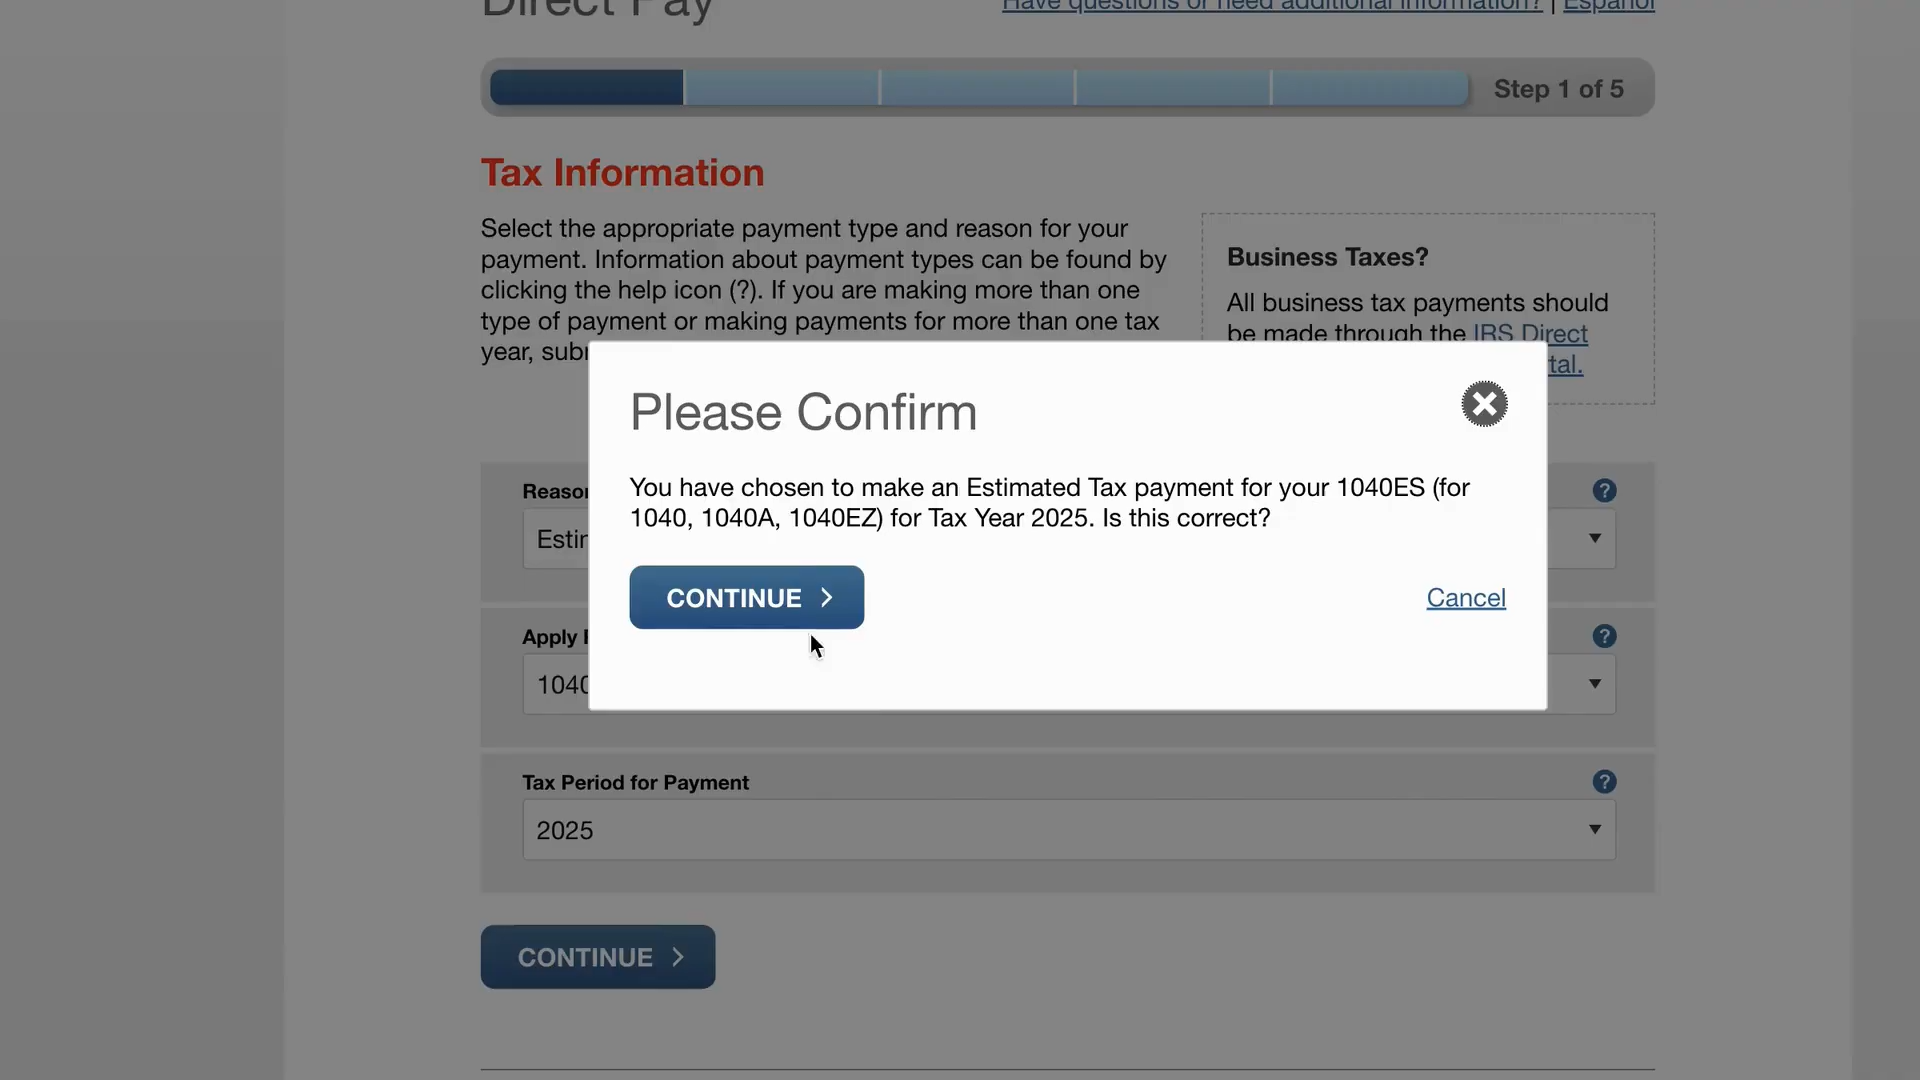 Direct Pay
Have questions or need additional information? | Español
Step 1 of 5
Tax Information
Select the appropriate payment type and reason for your
payment. Information about payment types can be found by
clicking the help icon (?). If you are making more than one
type of payment or making payments for more than one tax
year,
Business Taxes?
All business tax payments should
be made through the IRS Direct
Please Confirm
You have chosen to make an Estimated Tax payment for your 1040ES (for
1040, 1040A, 1040EZ) for Tax Year 2025. Is this correct?
CONTINUE
Cancel
?
Apply
?
1040
Tax Period for Payment
?
2025
CONTINUE